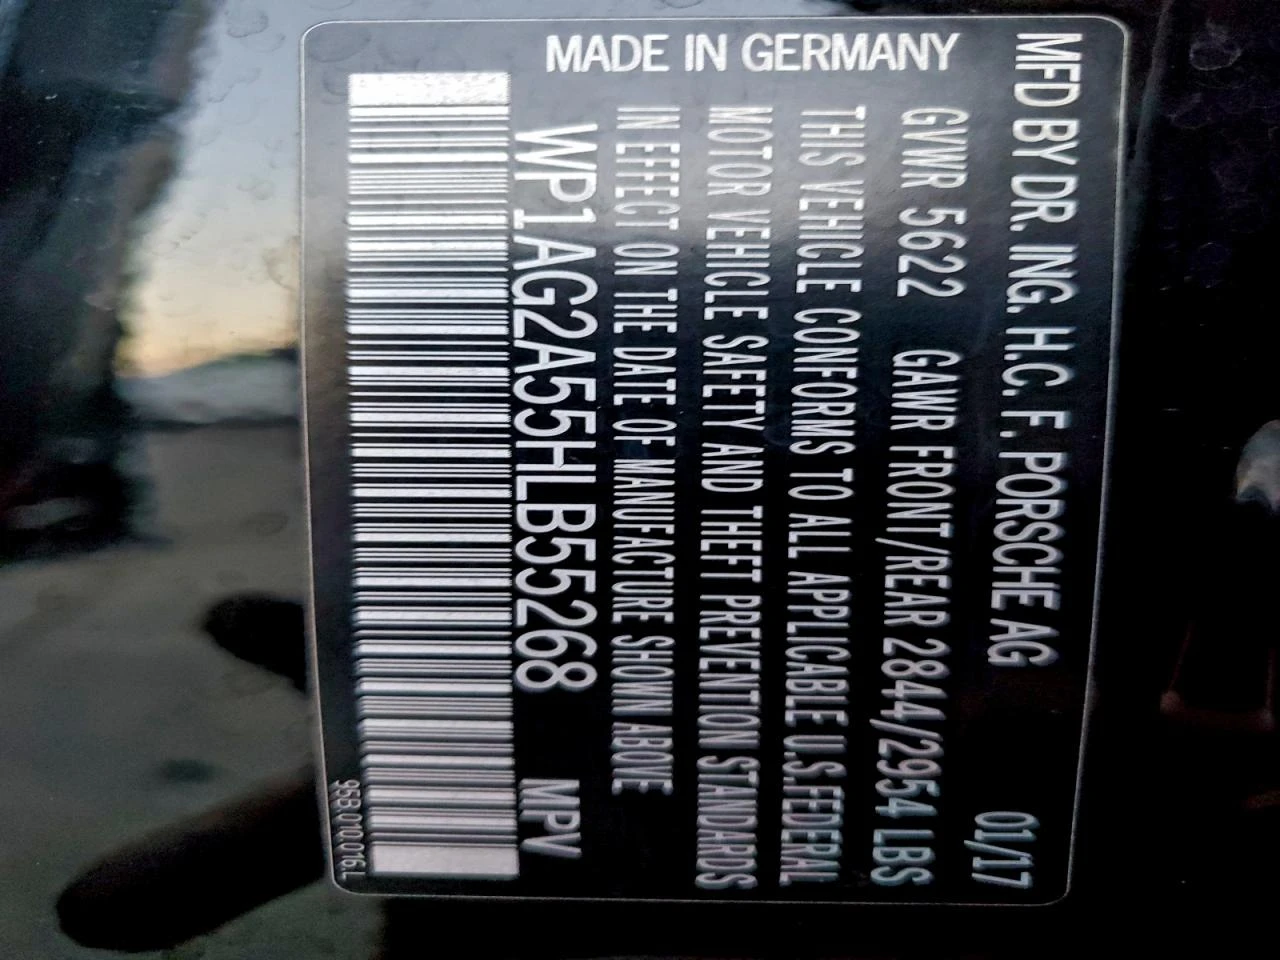 MFD BY DR. ING. H.C. F. PORSCHE AG 01/17
GVWR 5622 GAWR FRONT/REAR 2844/2954 LBS
THIS VEHICLE CONFORMS TO ALL APPLICABLE U.S.FEDERAL
MOTOR VEHICLE SAFETY AND THEFT PREVENTION STANDARDS
IN EFFECT ON THE DATE OF MANUFACTURE SHOWN ABOVE
WP1AG2A55HLB55268 MPV
95B.010.016.L
MADE IN GERMANY